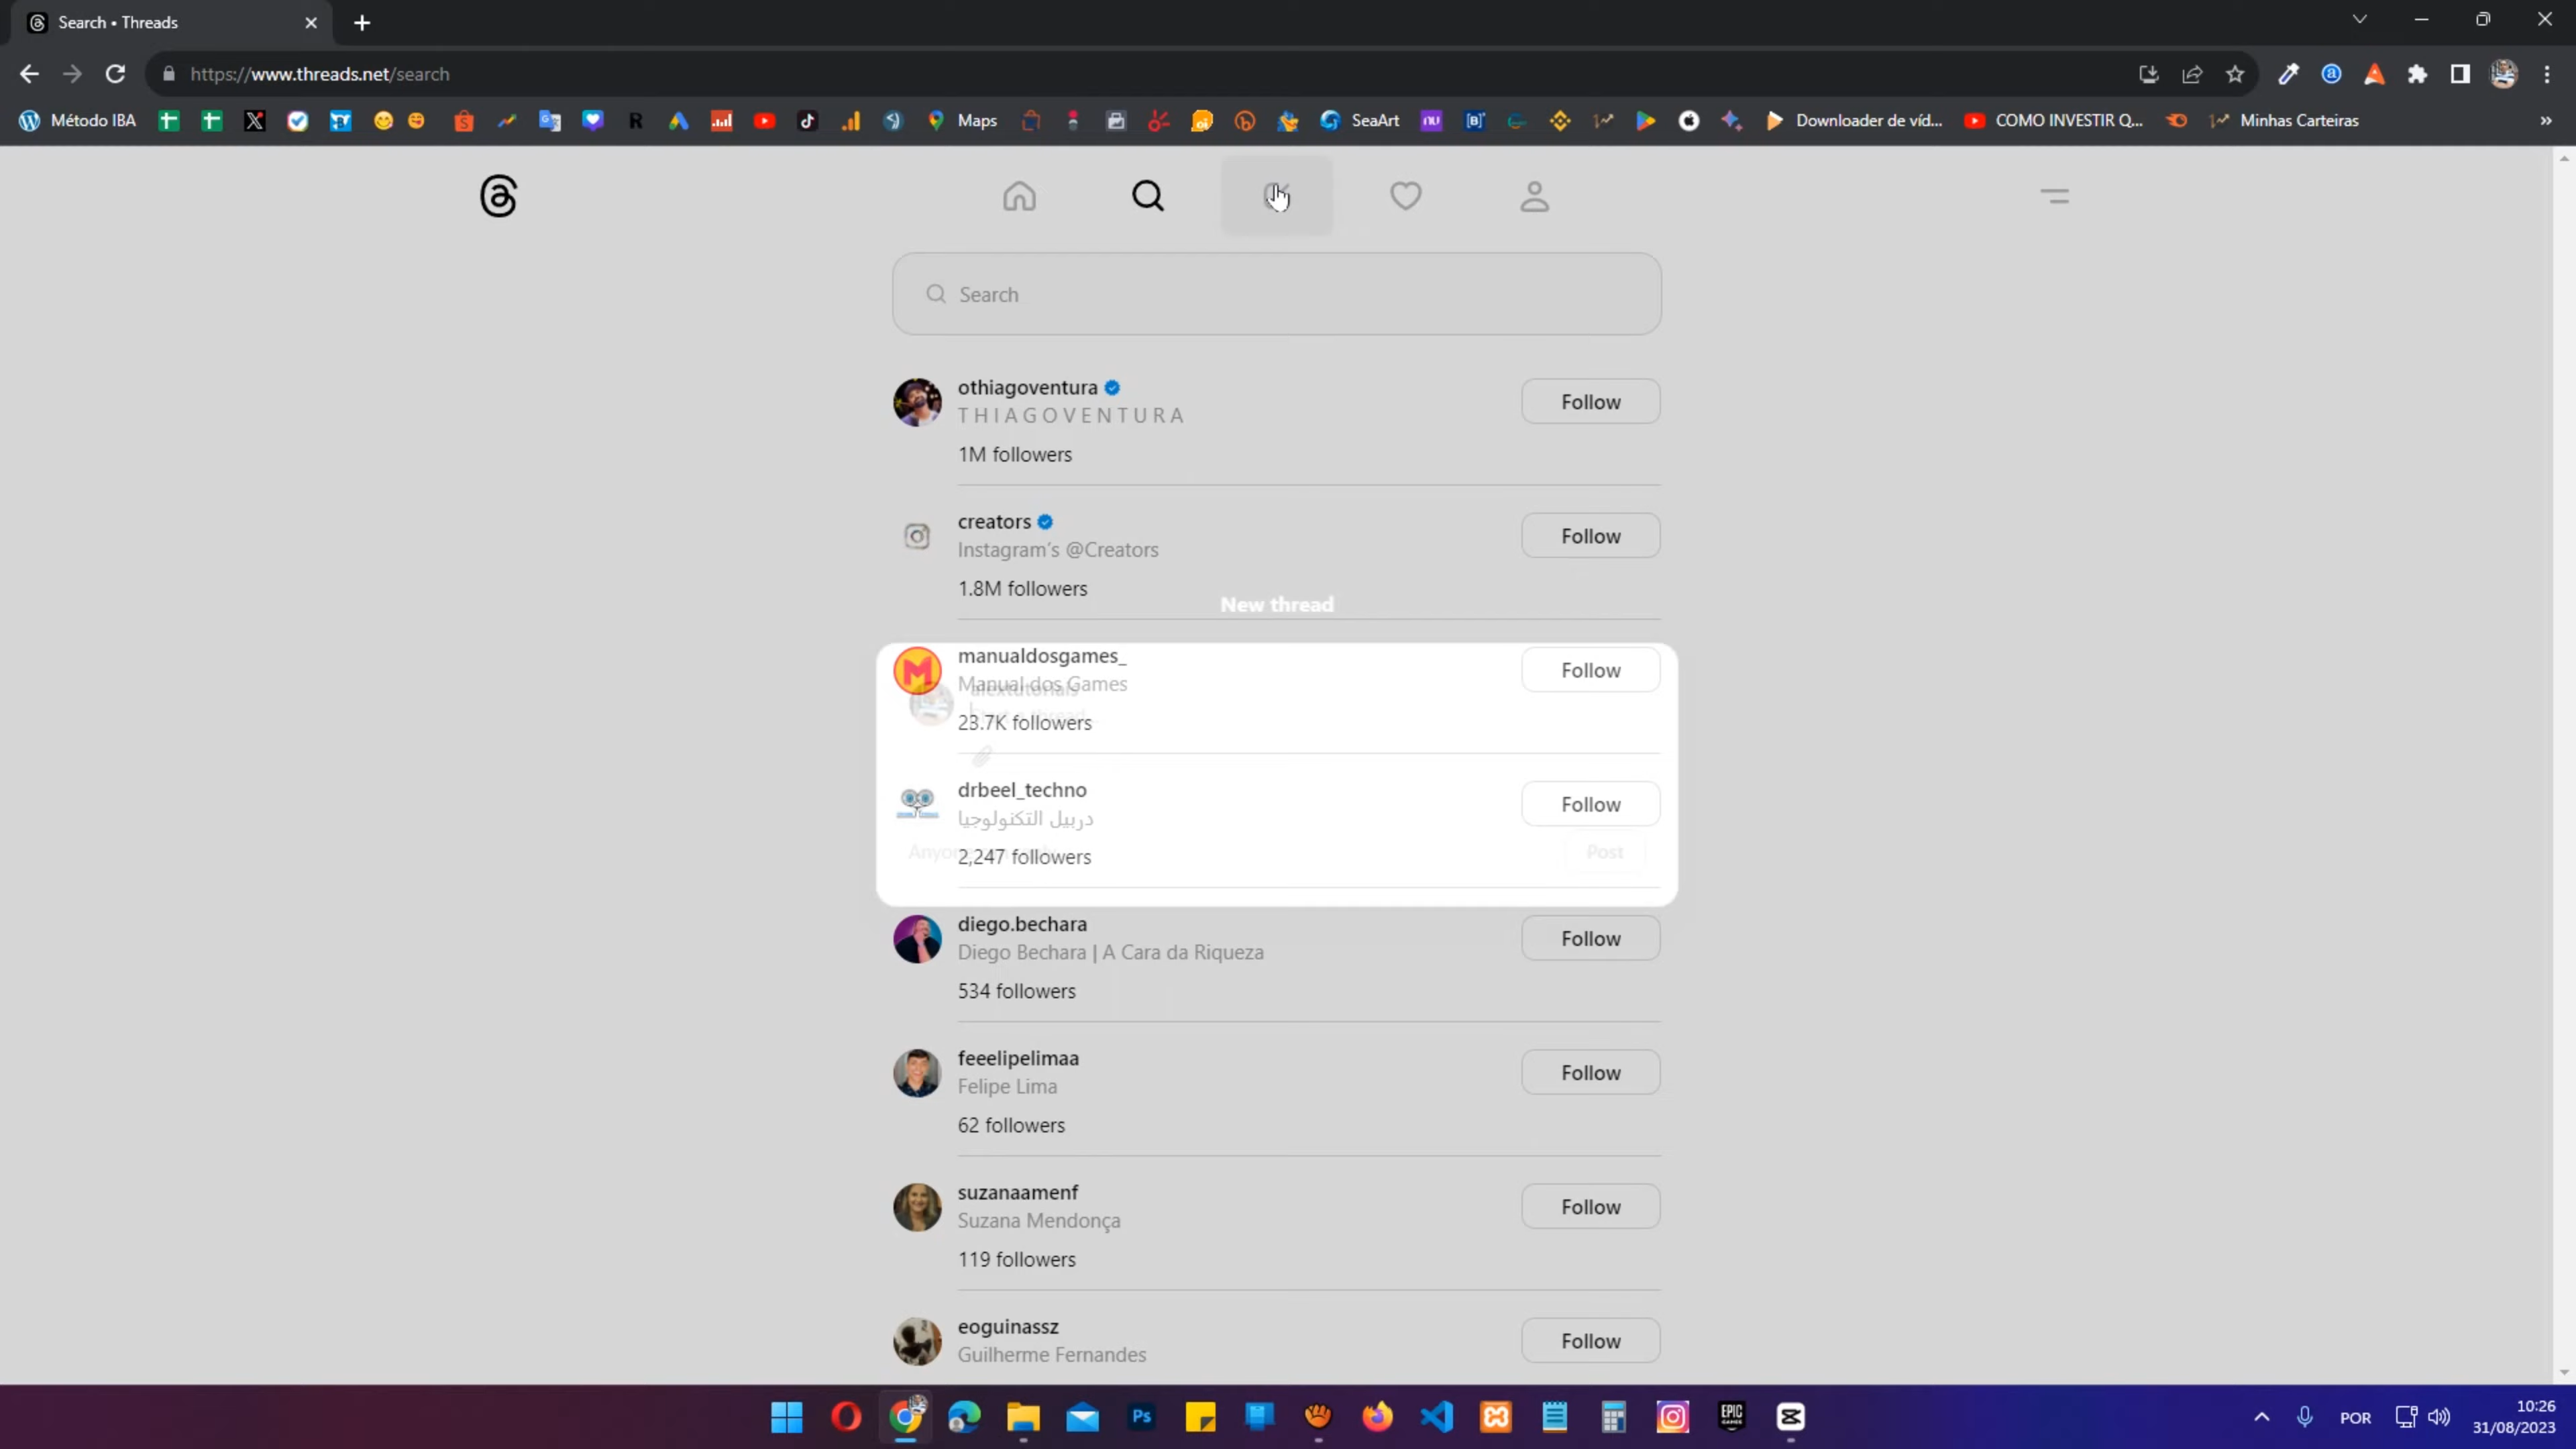 Search • Threads
https://www.threads.net/search
Método IBA
Maps
SeaArt
Downloader de víd...
COMO INVESTIR Q...
Minhas Carteiras
Search
othiagoventura
T H I A G O V E N T U R A
1M followers
Follow
creators
Instagram's @Creators
1.8M followers
Follow
New thread
manualdosgames_
Manual dos Games
23.7K followers
Follow
alextutoriais
drbeel_techno
دربيل التكنولوجيا
2,247 followers
Follow
Post
diego.bechara
Diego Bechara | A Cara da Riqueza
534 followers
Follow
feeelipelimaa
Felipe Lima
62 followers
Follow
suzanaamenf
Suzana Mendonça
119 followers
Follow
eoguinassz
Guilherme Fernandes
Follow
Ps
EPIC
GAMES
POR
10:26
31/08/2023